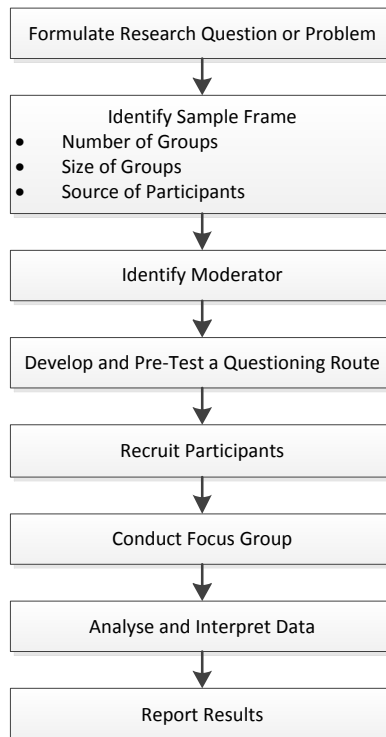 Formulate Research Question or Problem
Identify Sample Frame
• Number of Groups
• Size of Groups
• Source of Participants
Identify Moderator
Develop and Pre-Test a Questioning Route
Recruit Participants
Conduct Focus Group
Analyse and Interpret Data
Report Results